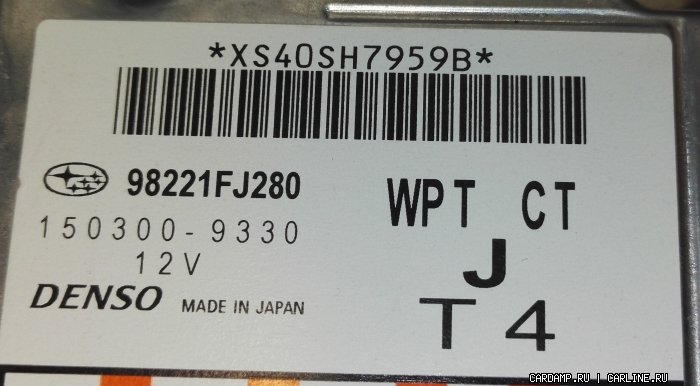 *XS40SH7959B*
98221FJ280
150300-9330
12V
DENSO MADE IN JAPAN
WPT CT
J
T4
CARDAMP.RU | CARLINE.RU